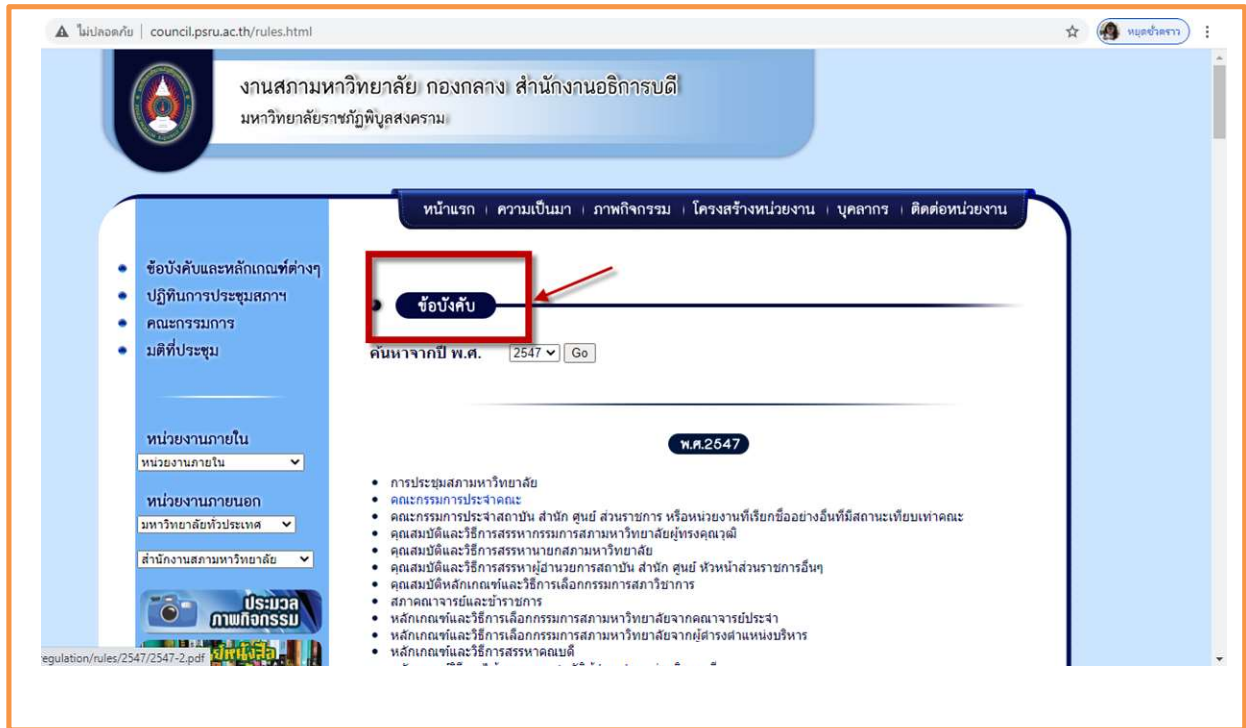 ไม่ปลอดภัย | council.psru.ac.th/rules.html
หยุดชั่วคราว
งานสภามหาวิทยาลัย กองกลาง สำนักงานอธิการบดี
มหาวิทยาลัยราชภัฏพิบูลสงคราม
หน้าแรก | ความเป็นมา | ภาพกิจกรรม | โครงสร้างหน่วยงาน | บุคลากร | ติดต่อหน่วยงาน
ข้อบังคับและหลักเกณฑ์ต่างๆ
ปฏิทินการประชุมสภาฯ
คณะกรรมการ
มติที่ประชุม
หน่วยงานภายใน
หน่วยงานภายใน
หน่วยงานภายนอก
มหาวิทยาลัยทั่วประเทศ
สำนักงานสภามหาวิทยาลัย
ประมวล
ภาพกิจกรรม
regulation/rules/2547/2547-2.pdf
ข้อบังคับ
ค้นหาจากปี พ.ศ. 2547 Go
พ.ศ.2547
การประชุมสภามหาวิทยาลัย
คณะกรรมการประจำคณะ
คณะกรรมการประจำสถาบัน สำนัก ศูนย์ ส่วนราชการ หรือหน่วยงานที่เรียกชื่ออย่างอื่นที่มีสถานะเทียบเท่าคณะ
คุณสมบัติและวิธีการสรรหากรรมการสภามหาวิทยาลัยผู้ทรงคุณวุฒิ
คุณสมบัติและวิธีการสรรหานายกสภามหาวิทยาลัย
คุณสมบัติและวิธีการสรรหาผู้อำนวยการสถาบัน สำนัก ศูนย์ หัวหน้าส่วนราชการอื่นๆ
คุณสมบัติหลักเกณฑ์และวิธีการเลือกกรรมการสภาวิชาการ
สภาคณาจารย์และข้าราชการ
หลักเกณฑ์และวิธีการเลือกกรรมการสภามหาวิทยาลัยจากคณาจารย์ประจำ
หลักเกณฑ์และวิธีการเลือกกรรมการสภามหาวิทยาลัยจากผู้ดำรงตำแหน่งบริหาร
หลักเกณฑ์และวิธีการสรรหาคณบดี